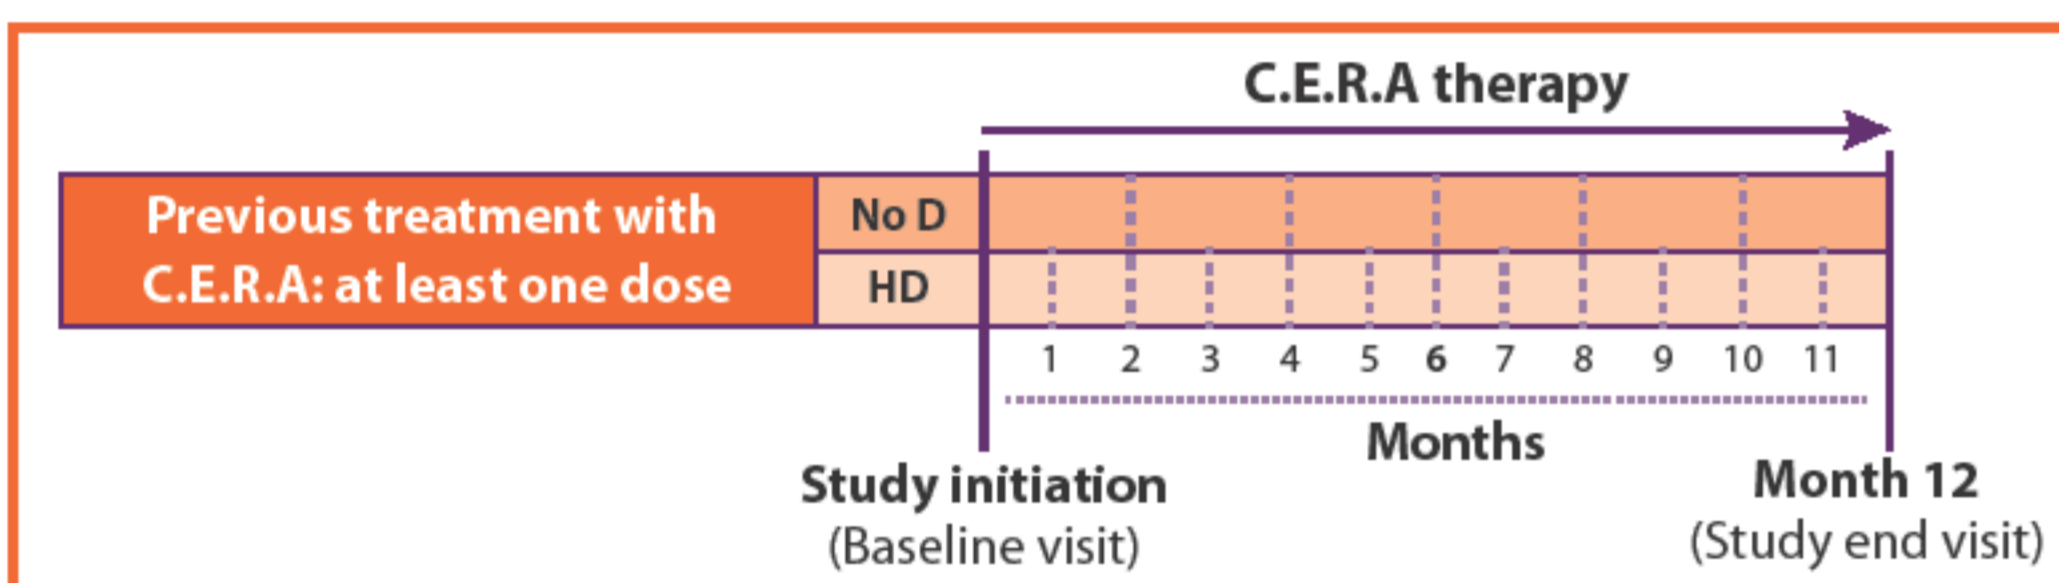 C.E.R.A therapy
Previous treatment with
C.E.R.A: at least one dose
No D
HD
1 2 3 4 5 6 7 8 9 10 11
Months
Study initiation
(Baseline visit)
Month 12
(Study end visit)